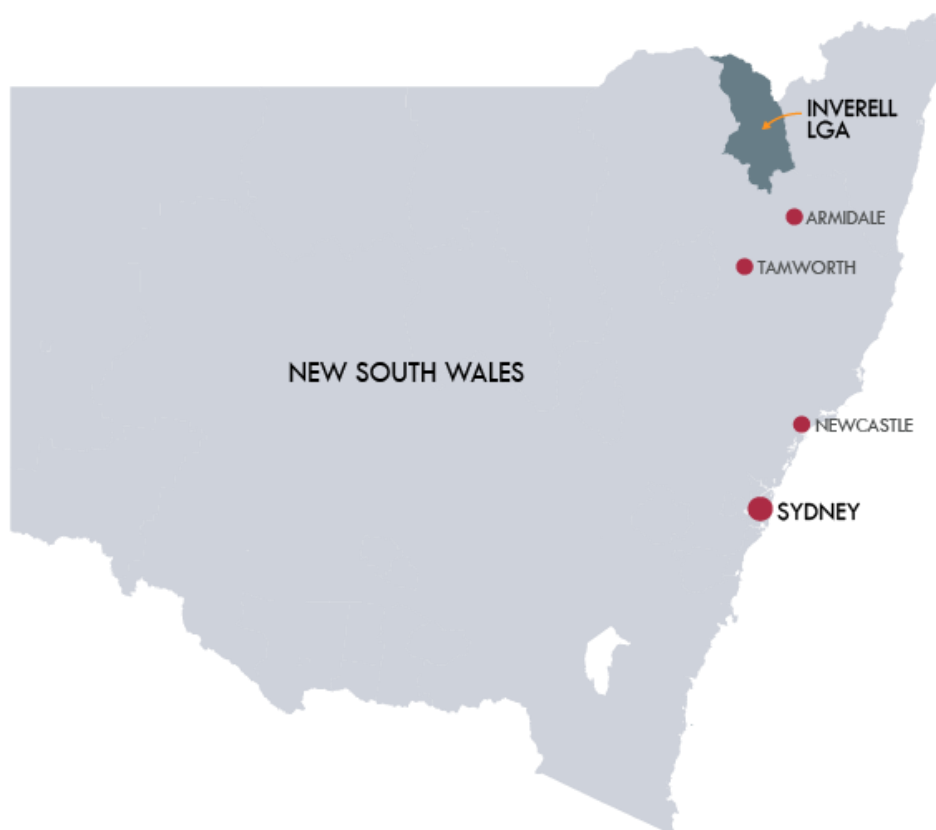 INVERELL
LGA
ARMIDALE
TAMWORTH
NEW SOUTH WALES
NEWCASTLE
SYDNEY